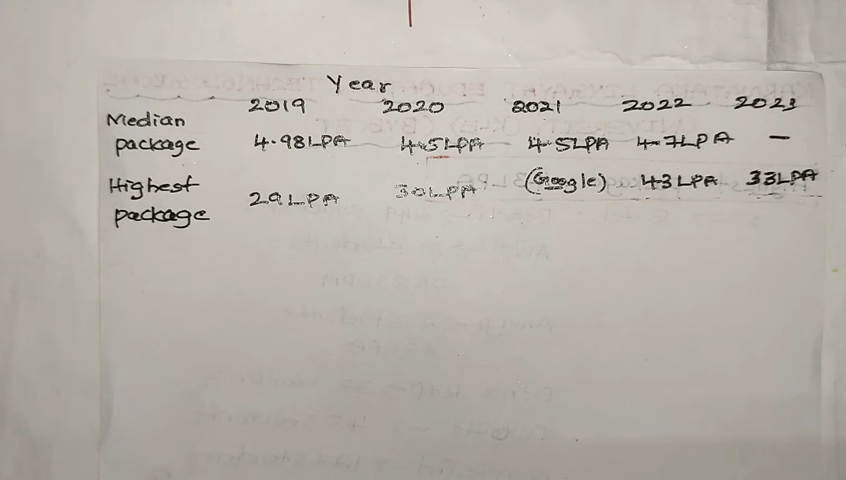 Year
2019 2020 2021 2022 2023
Median
package 4.98LPA 4.5LPA 4.5LPA 4.7LPA -
Highest
package 29LPA 30LPA (Google) 43LPA 33LPA